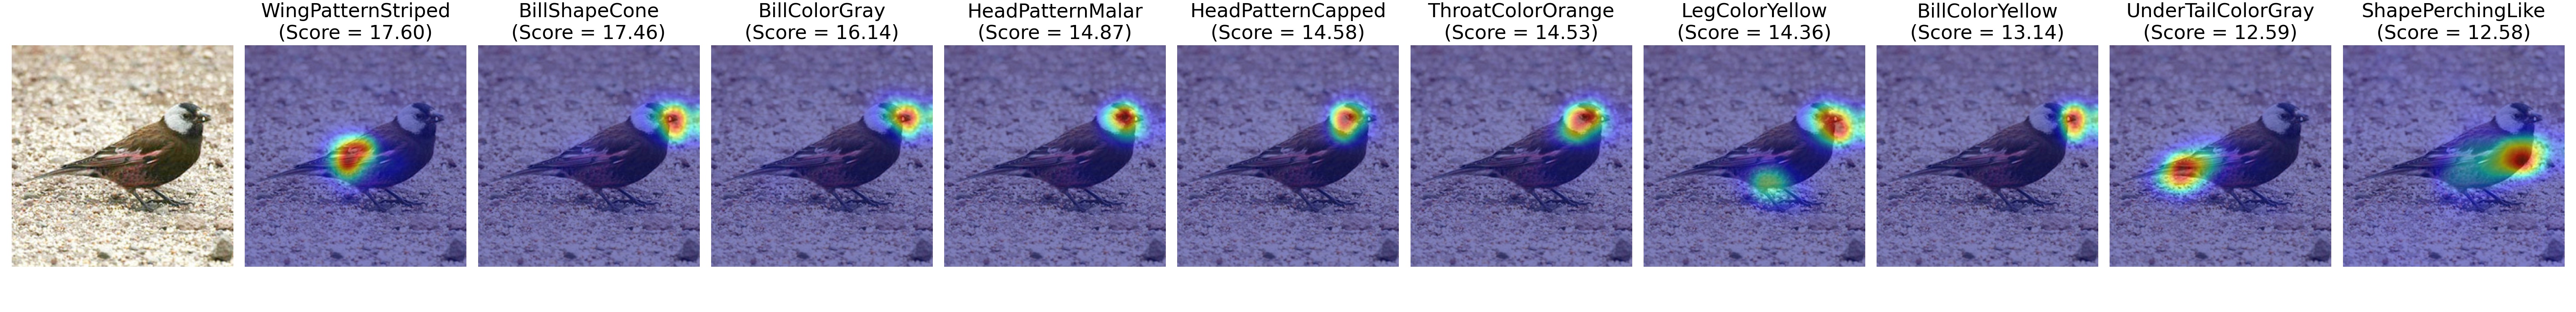 WingPatternStriped
(Score = 17.60)
BillShapeCone
(Score = 17.46)
BillColorGray
(Score = 16.14)
HeadPatternMalar
(Score = 14.87)
HeadPatternCapped
(Score = 14.58)
ThroatColorOrange
(Score = 14.53)
LegColorYellow
(Score = 14.36)
BillColorYellow
(Score = 13.14)
UnderTailColorGray
(Score = 12.59)
ShapePerchingLike
(Score = 12.58)